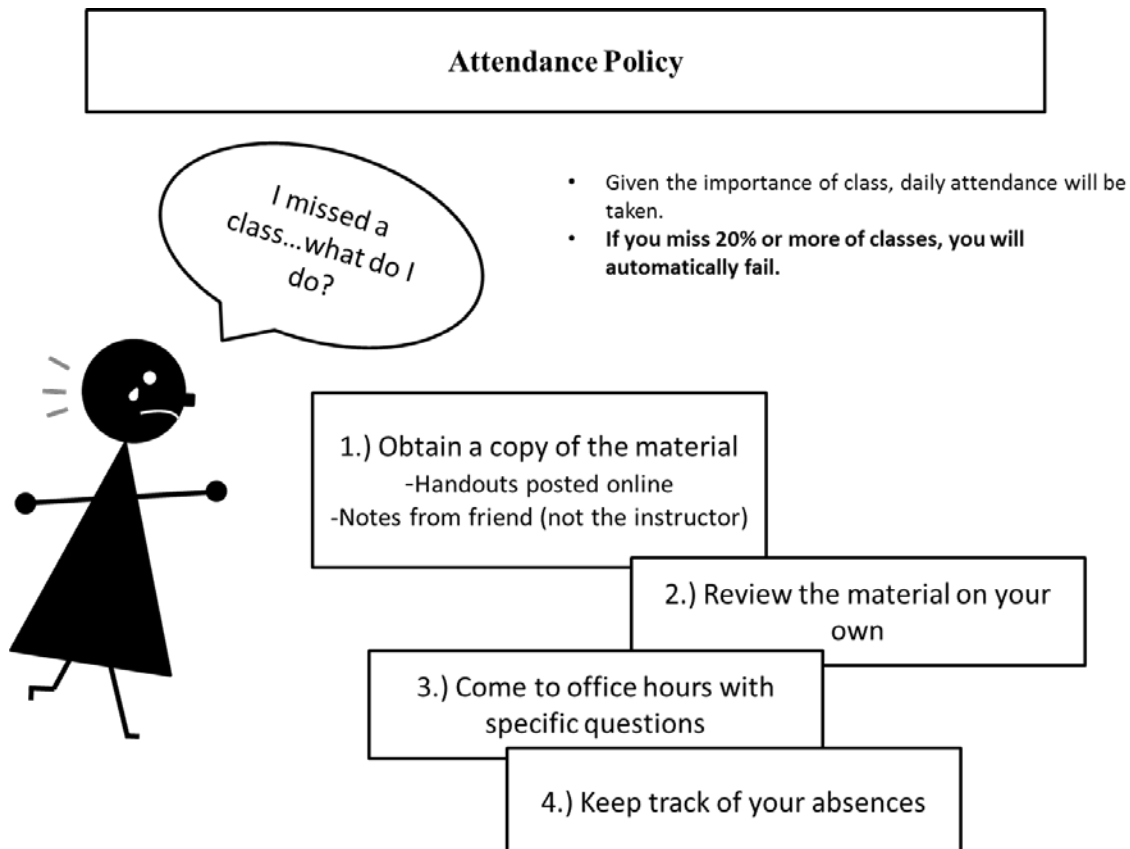 Attendance Policy
I missed a
class...what do I
do?
• Given the importance of class, daily attendance will be
taken.
• If you miss 20% or more of classes, you will
automatically fail.
1.) Obtain a copy of the material
-Handouts posted online
-Notes from friend (not the instructor)
2.) Review the material on your
own
3.) Come to office hours with
specific questions
4.) Keep track of your absences